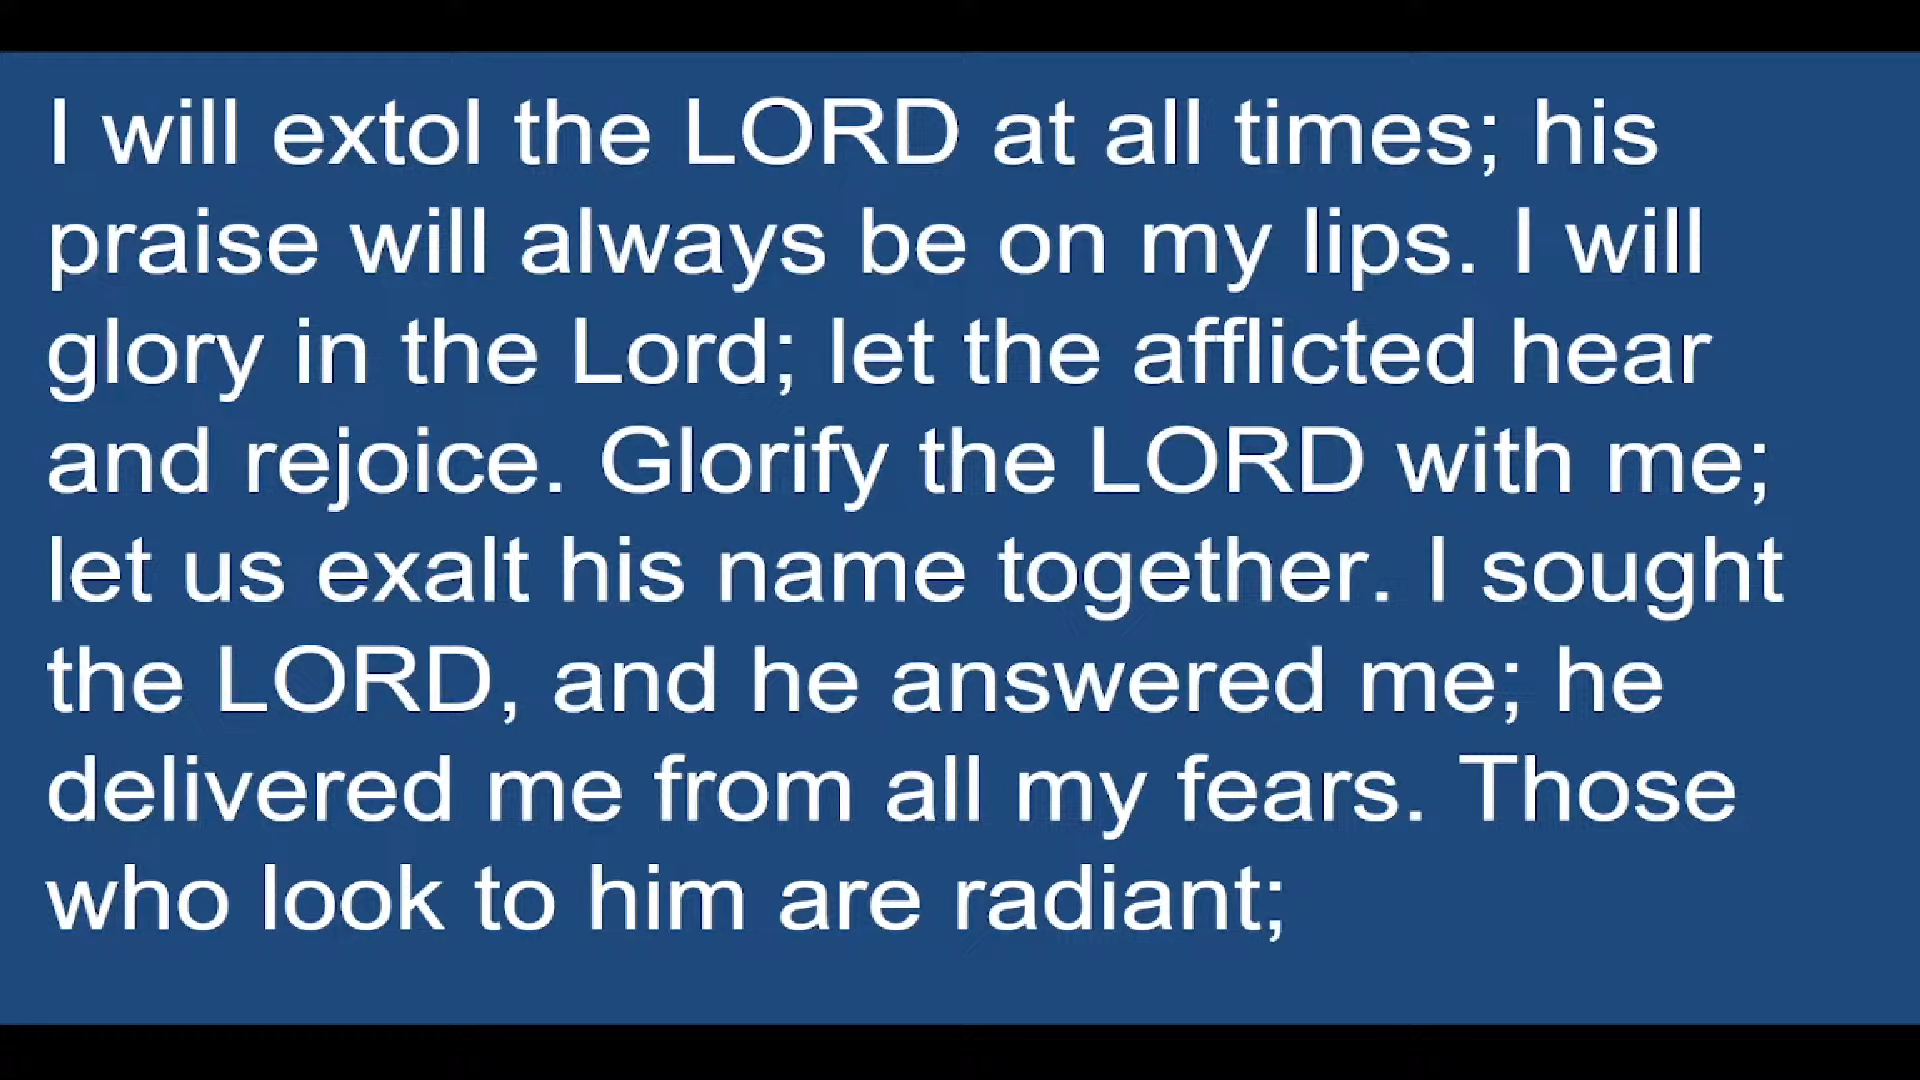 I will extol the LORD at all times; his
praise will always be on my lips. I will
glory in the Lord; let the afflicted hear
and rejoice. Glorify the LORD with me;
let us exalt his name together. I sought
the LORD, and he answered me; he
delivered me from all my fears. Those
who look to him are radiant;